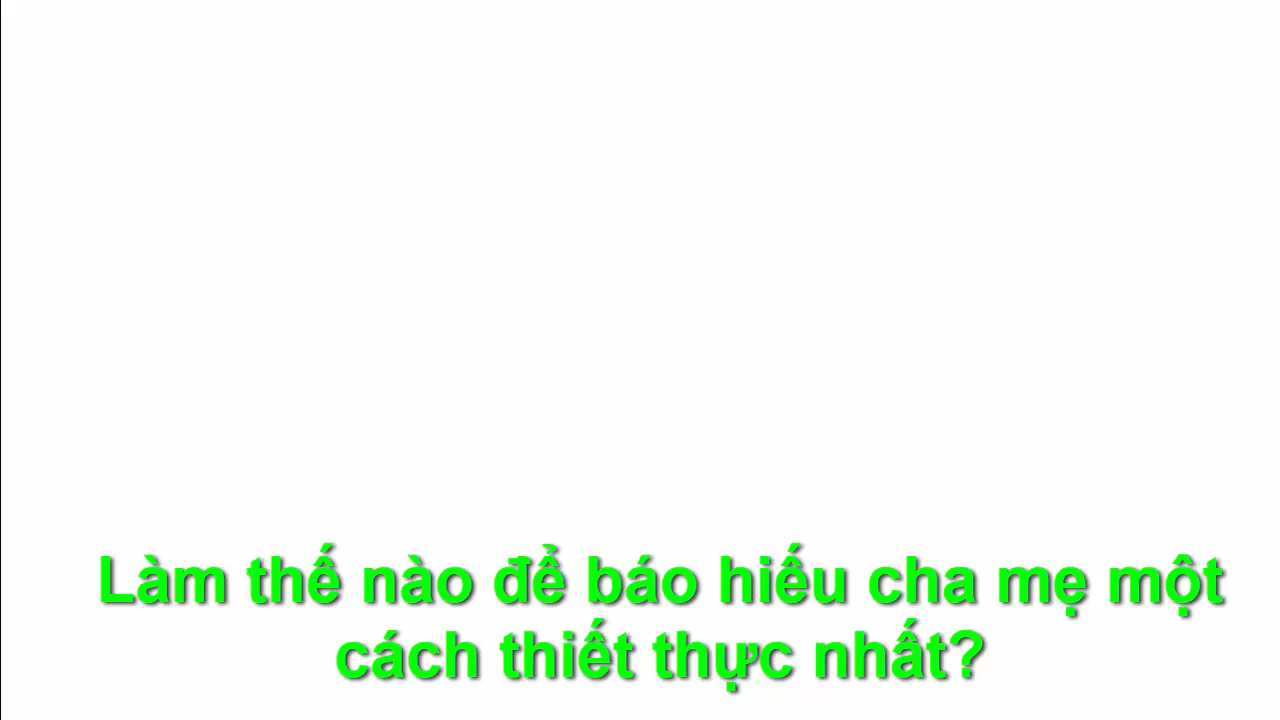 Làm thế nào để báo hiếu cha mẹ một
cách thiết thực nhất?